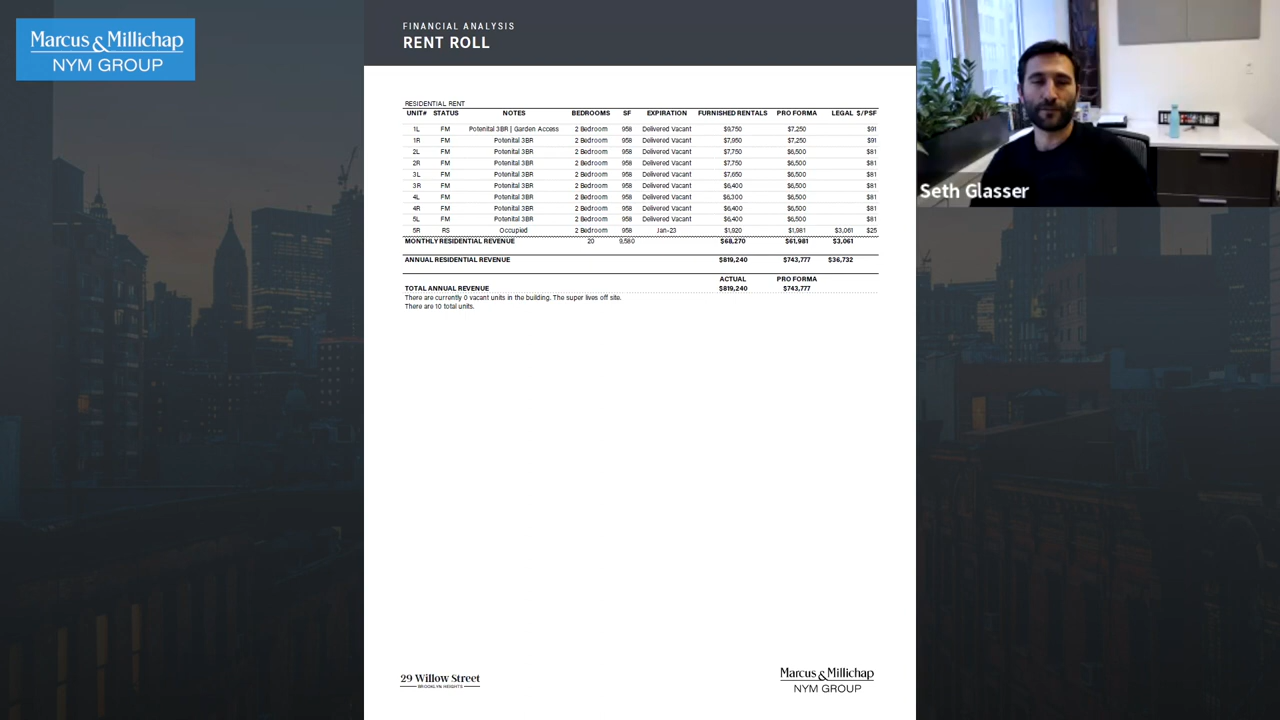 Marcus & Millichap
NYM GROUP
FINANCIAL ANALYSIS
RENT ROLL
Seth Glasser
RESIDENTIAL RENT
UNIT# STATUS NOTES BEDROOMS SF EXPIRATION FURNISHED RENTALS PRO FORMA LEGAL $/PSF
1L FM Potenital 3BR | Garden Access 2 Bedroom 958 Delivered Vacant $9,750 $7,250 $91
1R FM Potenital 3BR 2 Bedroom 958 Delivered Vacant $7,950 $7,250 $91
2L FM Potenital 3BR 2 Bedroom 958 Delivered Vacant $7,750 $6,500 $81
2R FM Potenital 3BR 2 Bedroom 958 Delivered Vacant $7,750 $6,500 $81
3L FM Potenital 3BR 2 Bedroom 958 Delivered Vacant $7,650 $6,500 $81
3R FM Potenital 3BR 2 Bedroom 958 Delivered Vacant $6,400 $6,500 $81
4L FM Potenital 3BR 2 Bedroom 958 Delivered Vacant $6,300 $6,500 $81
4R FM Potenital 3BR 2 Bedroom 958 Delivered Vacant $6,400 $6,500 $81
5L FM Potenital 3BR 2 Bedroom 958 Delivered Vacant $6,400 $6,500 $81
5R RS Occupied 2 Bedroom 958 Jan-23 $1,920 $1,981 $3,061 $25
MONTHLY RESIDENTIAL REVENUE 20 9,580 $68,270 $61,981 $3,061
ANNUAL RESIDENTIAL REVENUE $819,240 $743,777 $36,732
ACTUAL PRO FORMA
TOTAL ANNUAL REVENUE $819,240 $743,777
There are currently 0 vacant units in the building. The super lives off site.
There are 10 total units.
29 Willow Street
BROOKLYN HEIGHTS
Marcus & Millichap
NYM GROUP